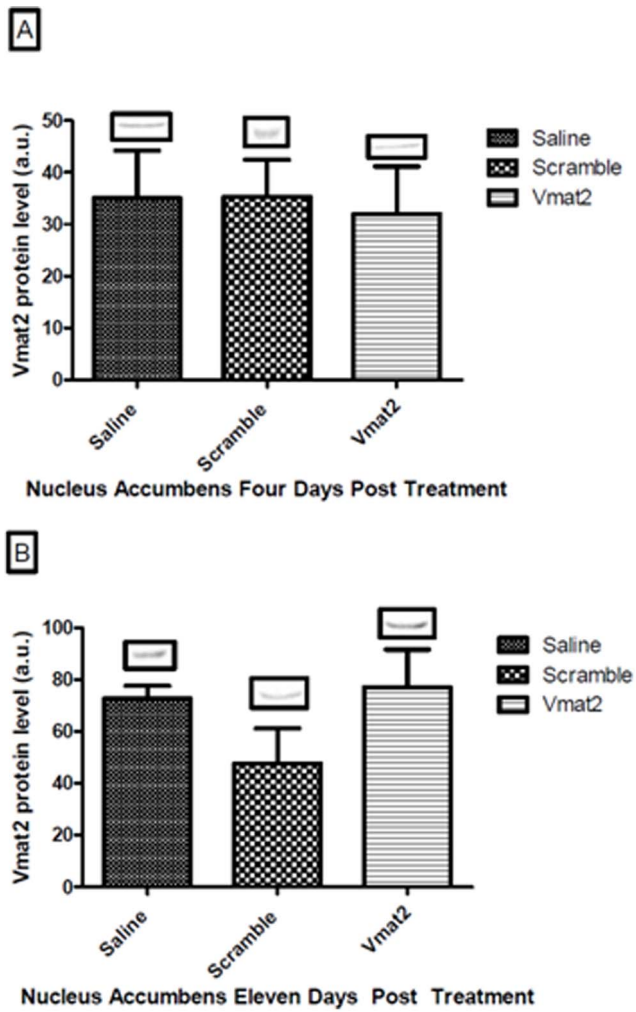 A
Vmat2 protein level (a.u.)
50
40
30
20
10
0
Saline
Scramble
Vmat2
Saline
Scramble
Vmat2
Nucleus Accumbens Four Days Post Treatment
B
Vmat2 protein level (a.u.)
100
80
60
40
20
0
Saline
Scramble
Vmat2
Saline
Scramble
Vmat2
Nucleus Accumbens Eleven Days Post Treatment